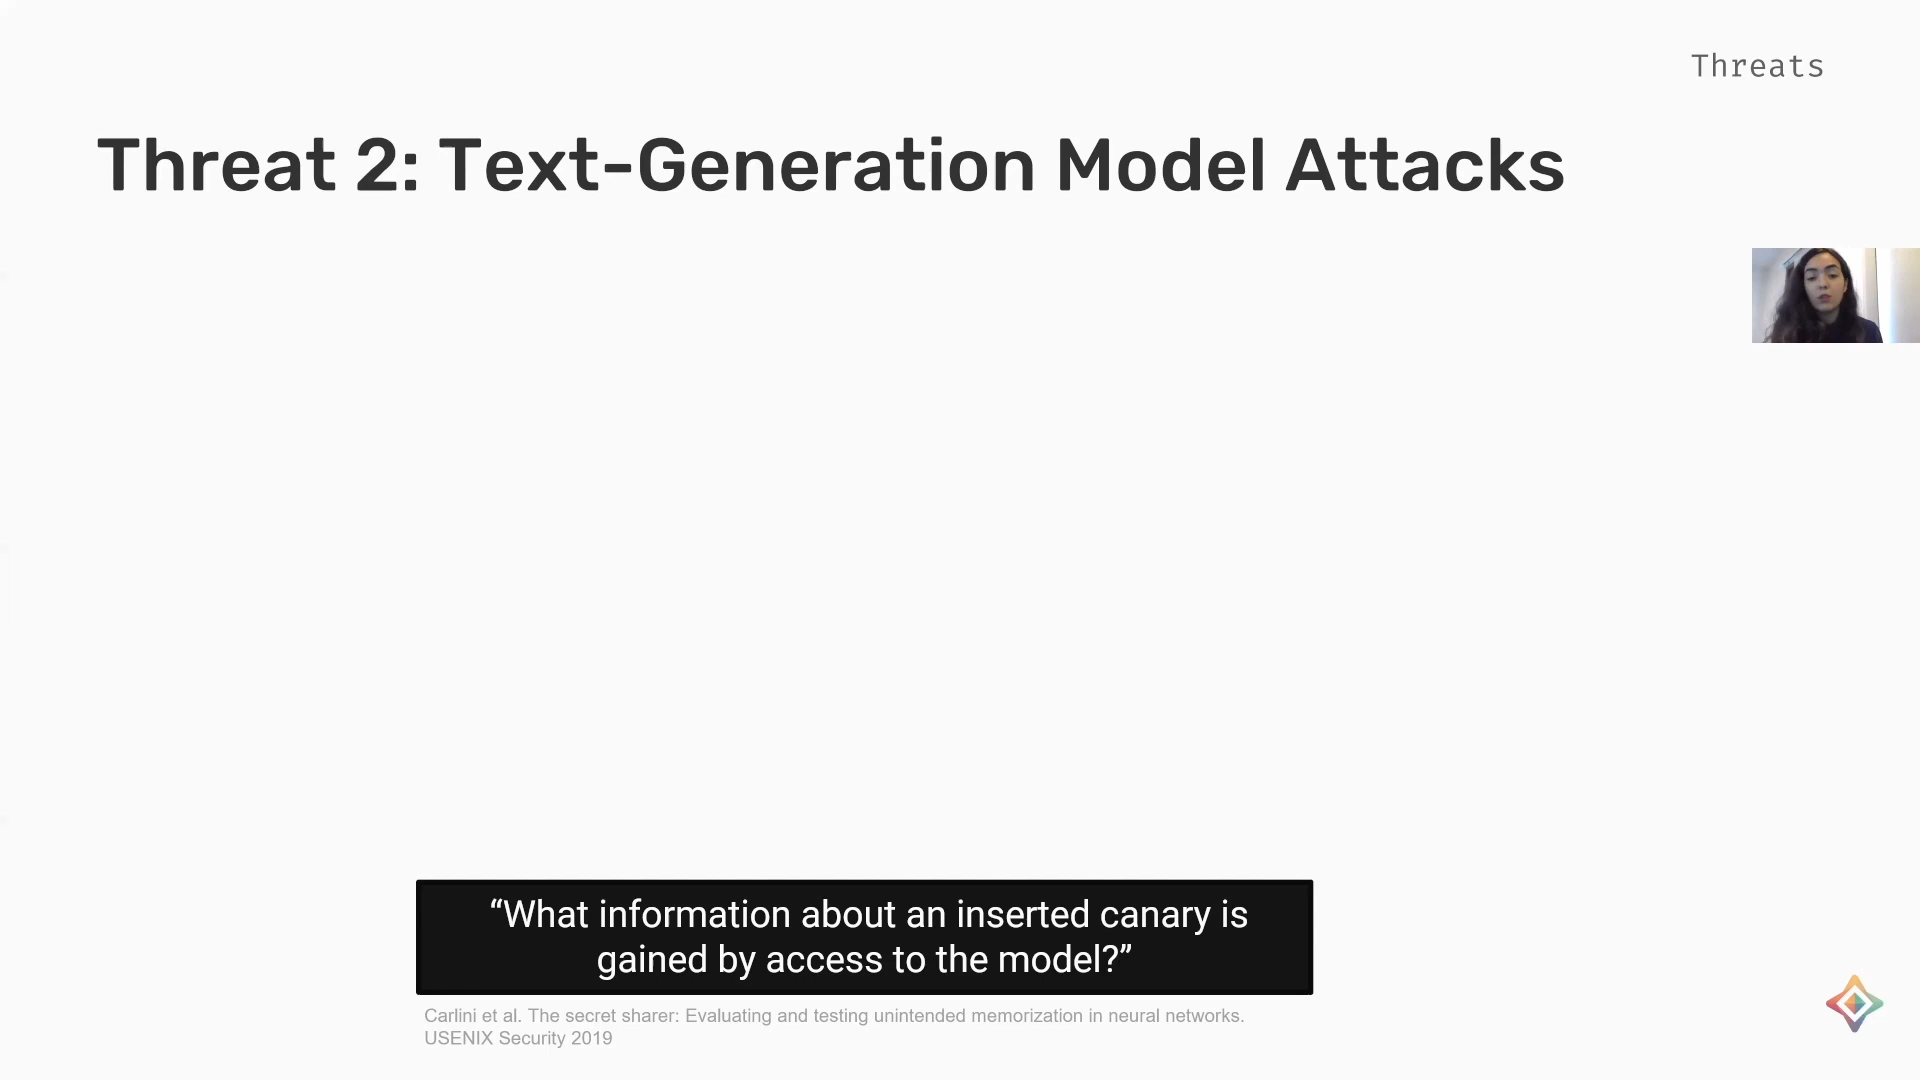 Threats
Threat 2: Text-Generation Model Attacks
“What information about an inserted canary is
gained by access to the model?”
Carlini et al. The secret sharer: Evaluating and testing unintended memorization in neural networks.
USENIX Security 2019